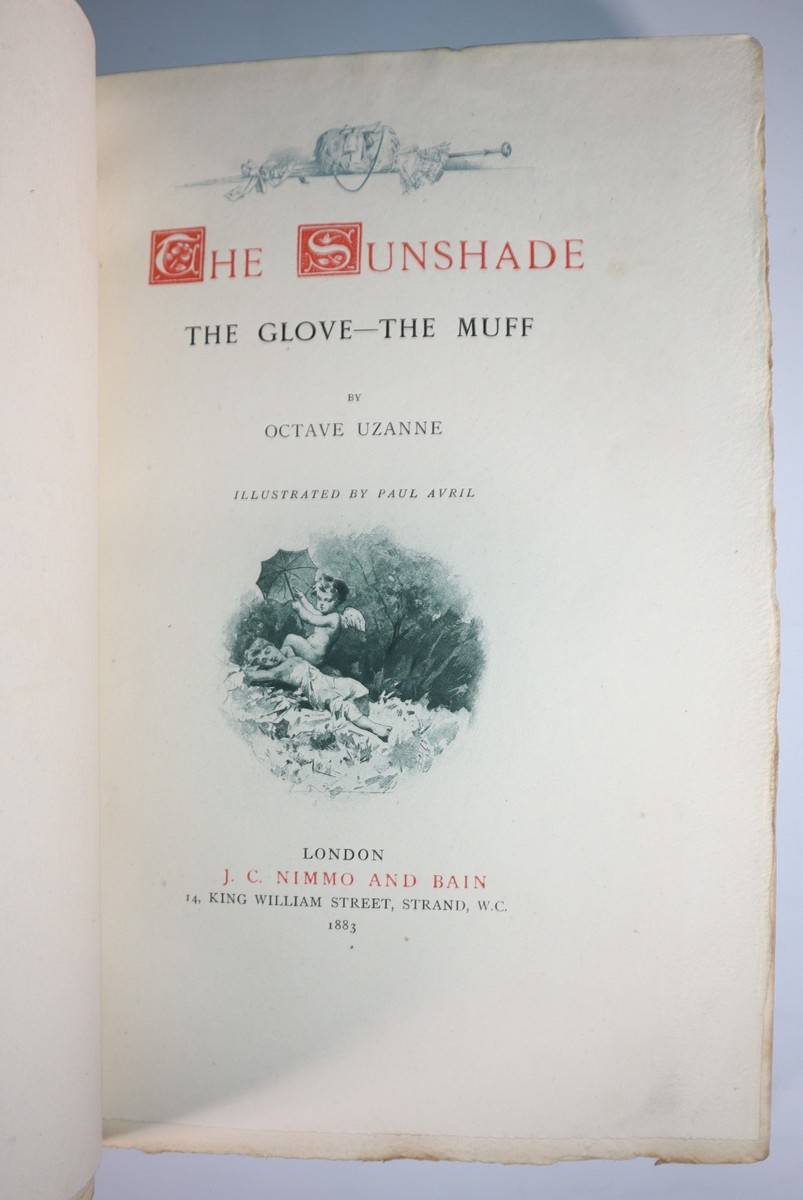 THE SUNSHADE
THE GLOVE—THE MUFF
BY
OCTAVE UZANNE
ILLUSTRATED BY PAUL AVRIL
LONDON
J. C. NIMMO AND BAIN
14, KING WILLIAM STREET, STRAND, W.C.
1883